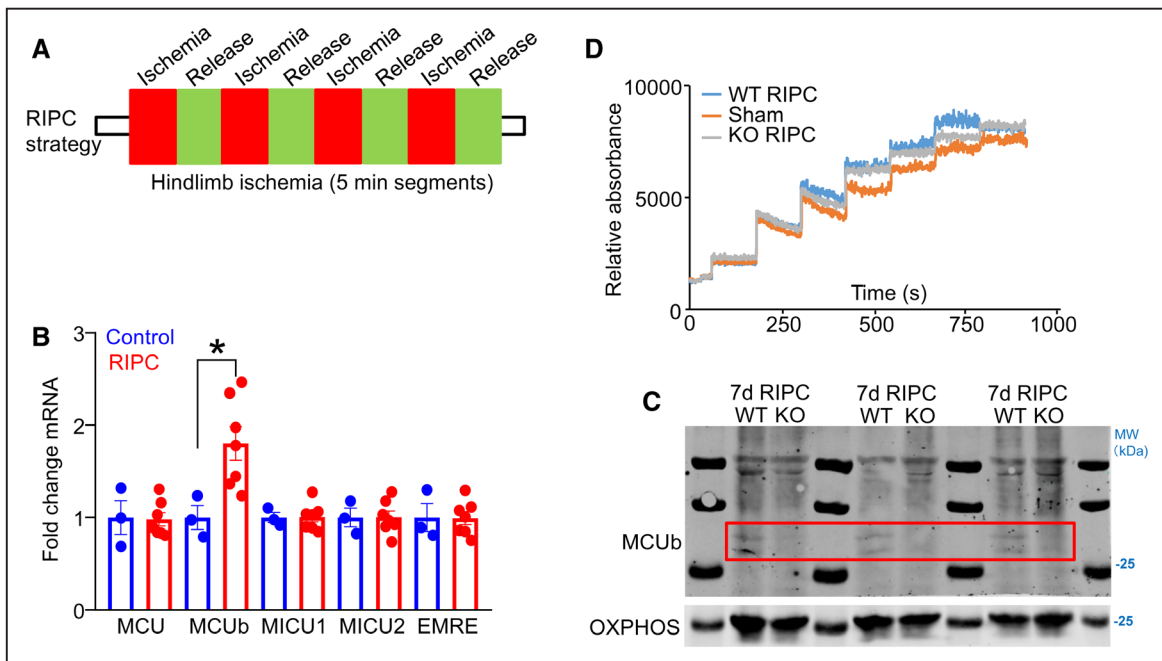 A
Ischemia
Release
Ischemia
Release
Ischemia
Release
Ischemia
Release
RIPC
strategy
Hindlimb ischemia (5 min segments)
B
Control
RIPC
*
Fold change mRNA
3
2
1
0
MCU MCUb MICU1 MICU2 EMRE
D
WT RIPC
Sham
KO RIPC
Relative absorbance
10000
5000
0
Time (s)
0 250 500 750 1000
C
7d RIPC 7d RIPC 7d RIPC
WT KO WT KO WT KO
MW
(kDa)
MCUb
-25
OXPHOS
-25